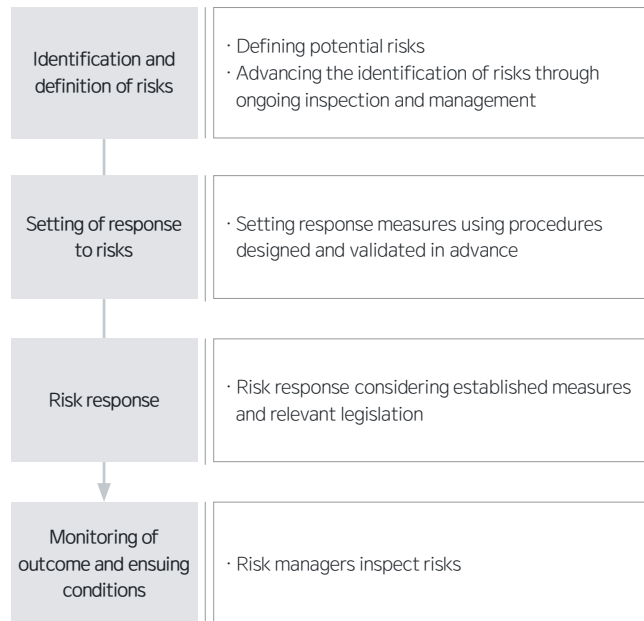 Identification and
definition of risks
· Defining potential risks
· Advancing the identification of risks through
ongoing inspection and management
Setting of response
to risks
· Setting response measures using procedures
designed and validated in advance
Risk response
· Risk response considering established measures
and relevant legislation
Monitoring of
outcome and ensuing
conditions
· Risk managers inspect risks